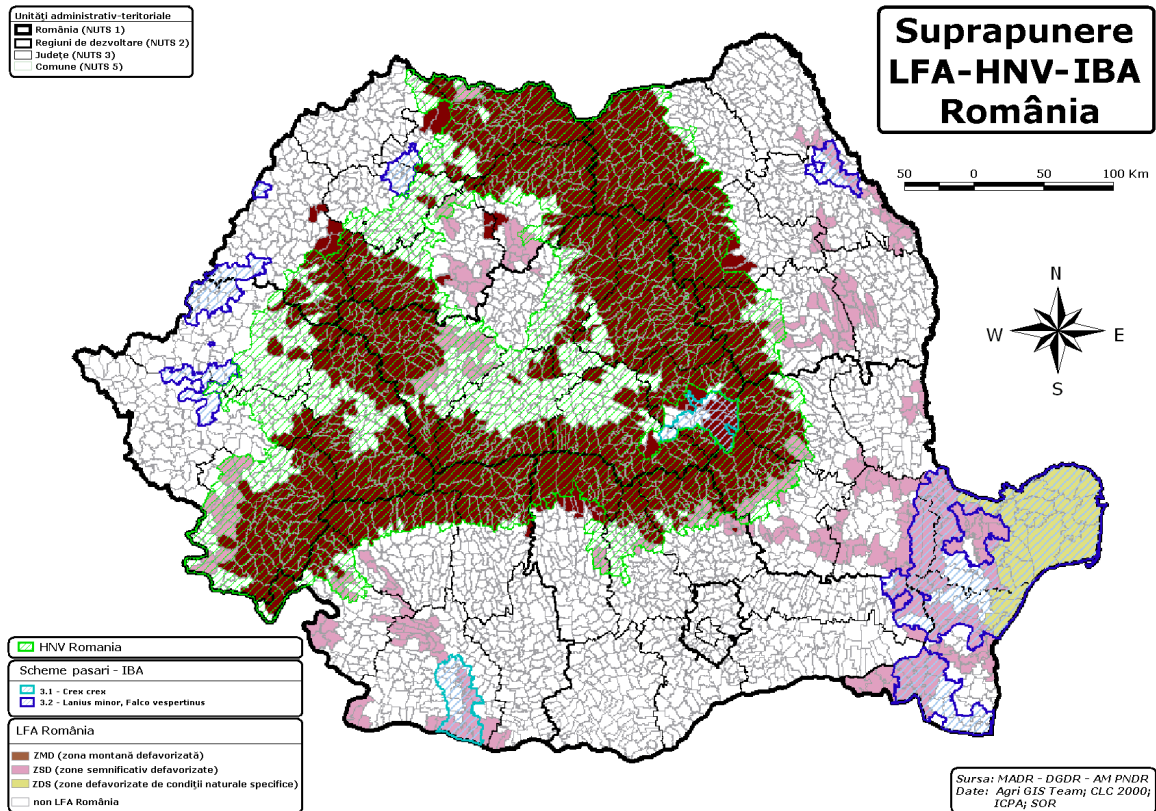 Unități administrativ-teritoriale
România (NUTS 1)
Regiuni de dezvoltare (NUTS 2)
Județe (NUTS 3)
Comune (NUTS 5)
Suprapunere
LFA-HNV-IBA
România
50 0 50 100 Km
N
W E
S
HNV Romania
Scheme pasari - IBA
3.1 - Crex crex
3.2 - Lanius minor, Falco vespertinus
LFA România
ZMD (zona montană defavorizată)
ZSD (zone semnificativ defavorizate)
ZDS (zone defavorizate de condiții naturale specifice)
non LFA România
Sursa: MADR - DGDR - AM PNDR
Date: Agri GIS Team; CLC 2000;
ICPA; SOR